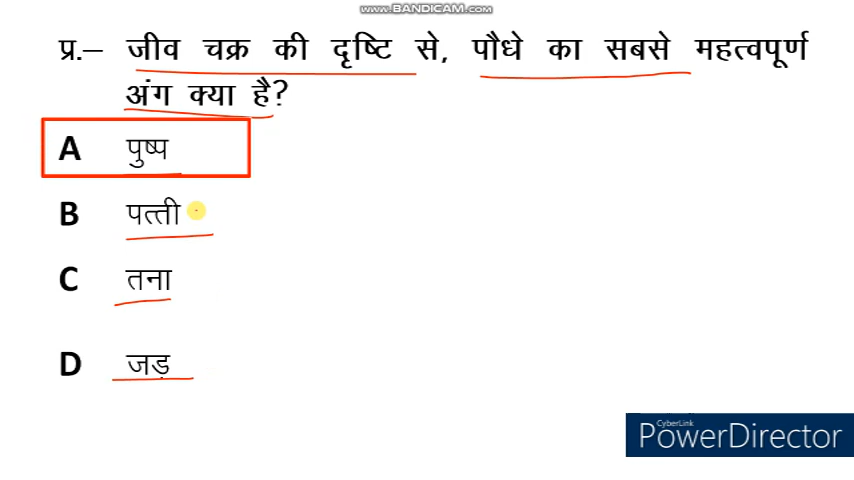 www.BANDICAM.com
प्र.– जीव चक्र की दृष्टि से, पौधे का सबसे महत्वपूर्ण
अंग क्या है?
A पुष्प
B पत्ती
C तना
D जड़
CyberLink
PowerDirector